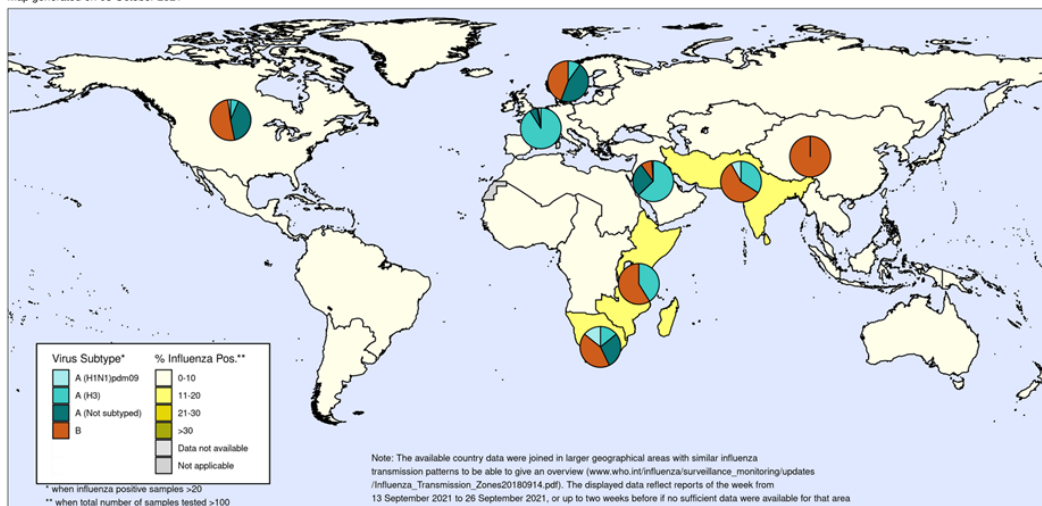 Virus Subtype*
A (H1N1)pdm09
A (H3)
A (Not subtyped)
B
% Influenza Pos.**
0-10
11-20
21-30
>30
Data not available
Not applicable
* when influenza positive samples >20
** when total number of samples tested >100
Note: The available country data were joined in larger geographical areas with similar influenza
transmission patterns to be able to give an overview (www.who.int/influenza/surveillance_monitoring/updates
/Influenza_Transmission_Zones20180914.pdf). The displayed data reflect reports of the week from
13 September 2021 to 26 September 2021, or up to two weeks before if no sufficient data were available for that area